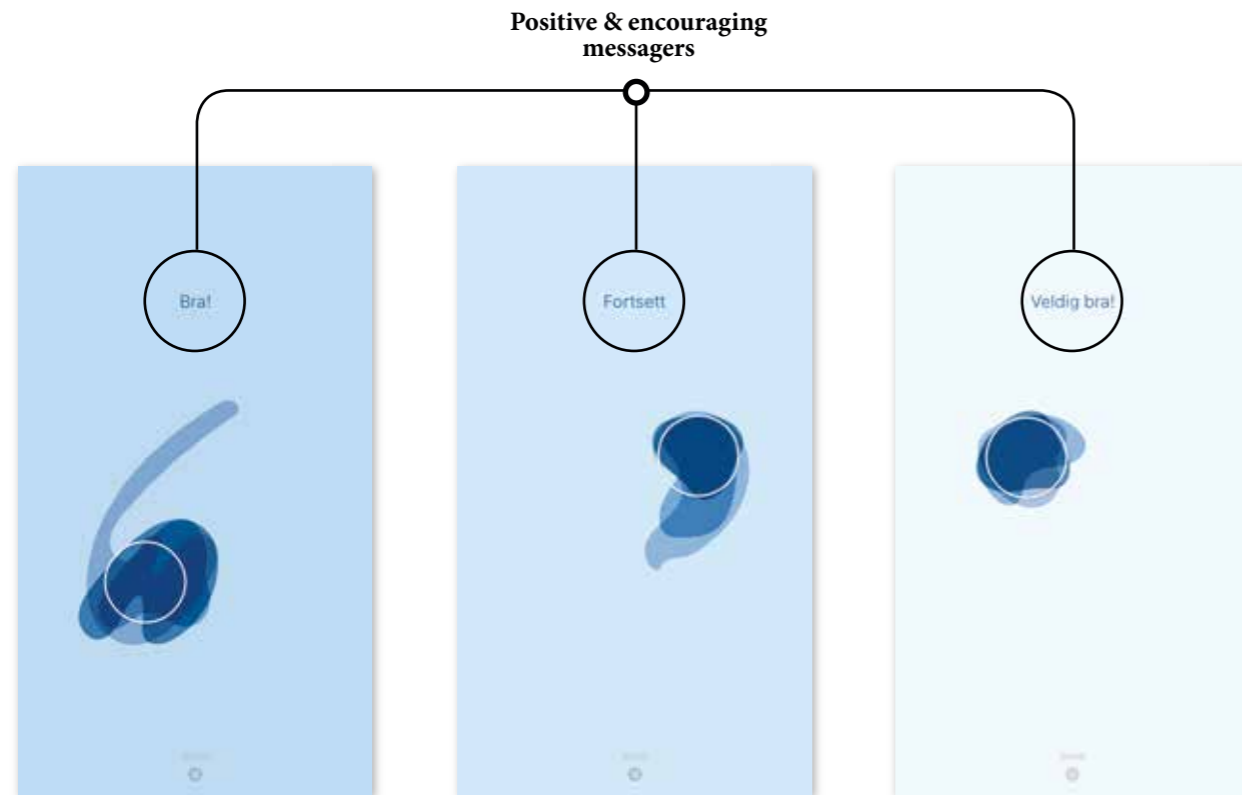 Positive & encouraging
messagers
Bra!
Fortsett
Veldig bra!